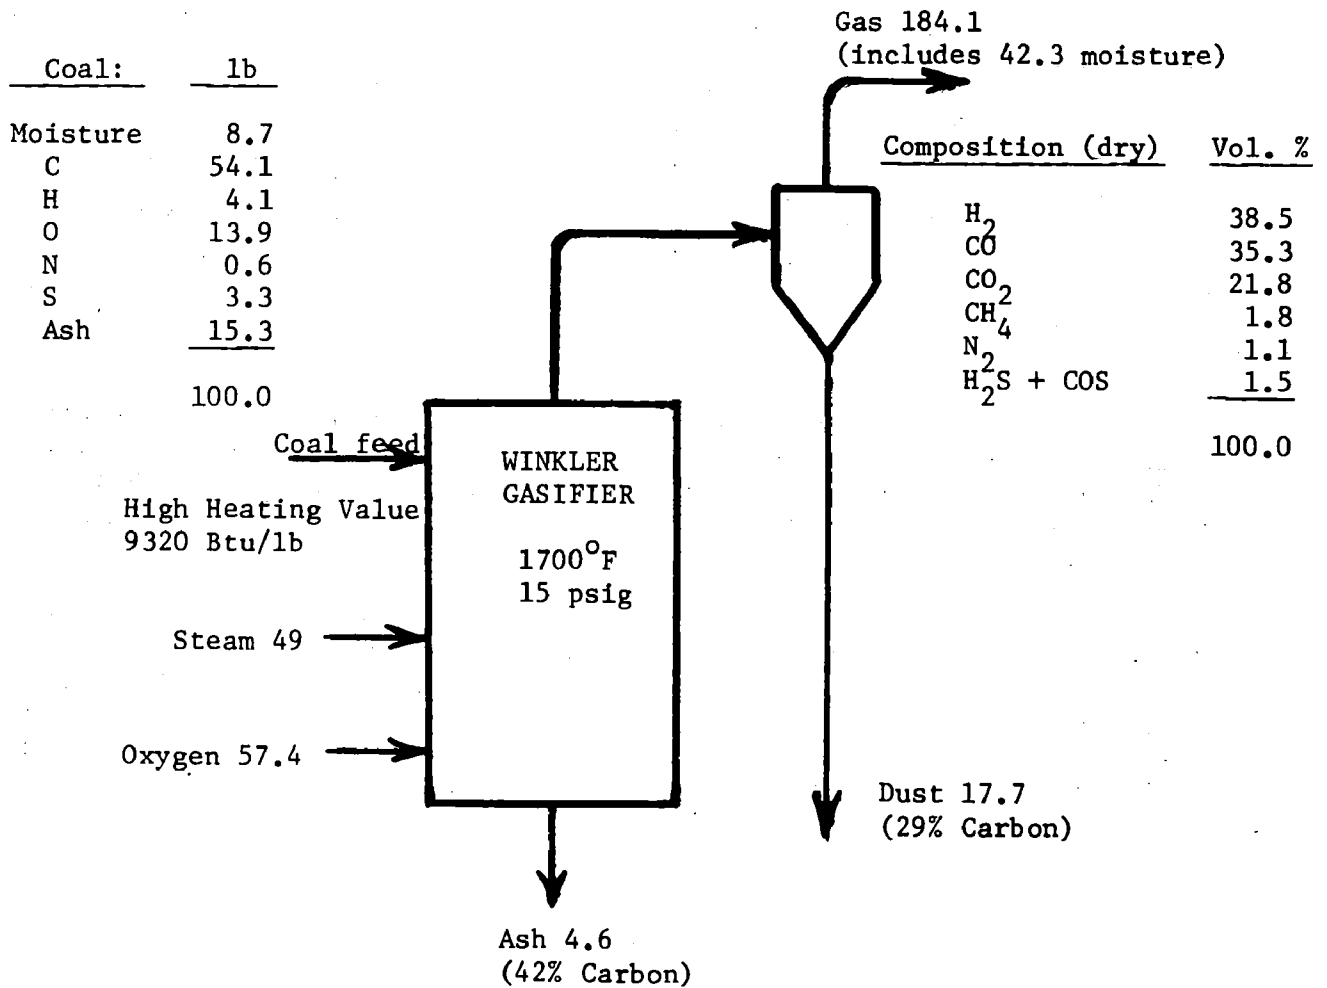 Gas 184.1
(includes 42.3 moisture)
Coal: lb
Moisture 8.7
C 54.1
H 4.1
O 13.9
N 0.6
S 3.3
Ash 15.3
100.0
Composition (dry) Vol. %
H2 38.5
CO 35.3
CO2 21.8
CH4 1.8
N2 1.1
H2S + COS 1.5
100.0
Coal feed
High Heating Value
9320 Btu/lb
WINKLER
GASIFIER
1700°F
15 psig
Steam 49
Oxygen 57.4
Dust 17.7
(29% Carbon)
Ash 4.6
(42% Carbon)